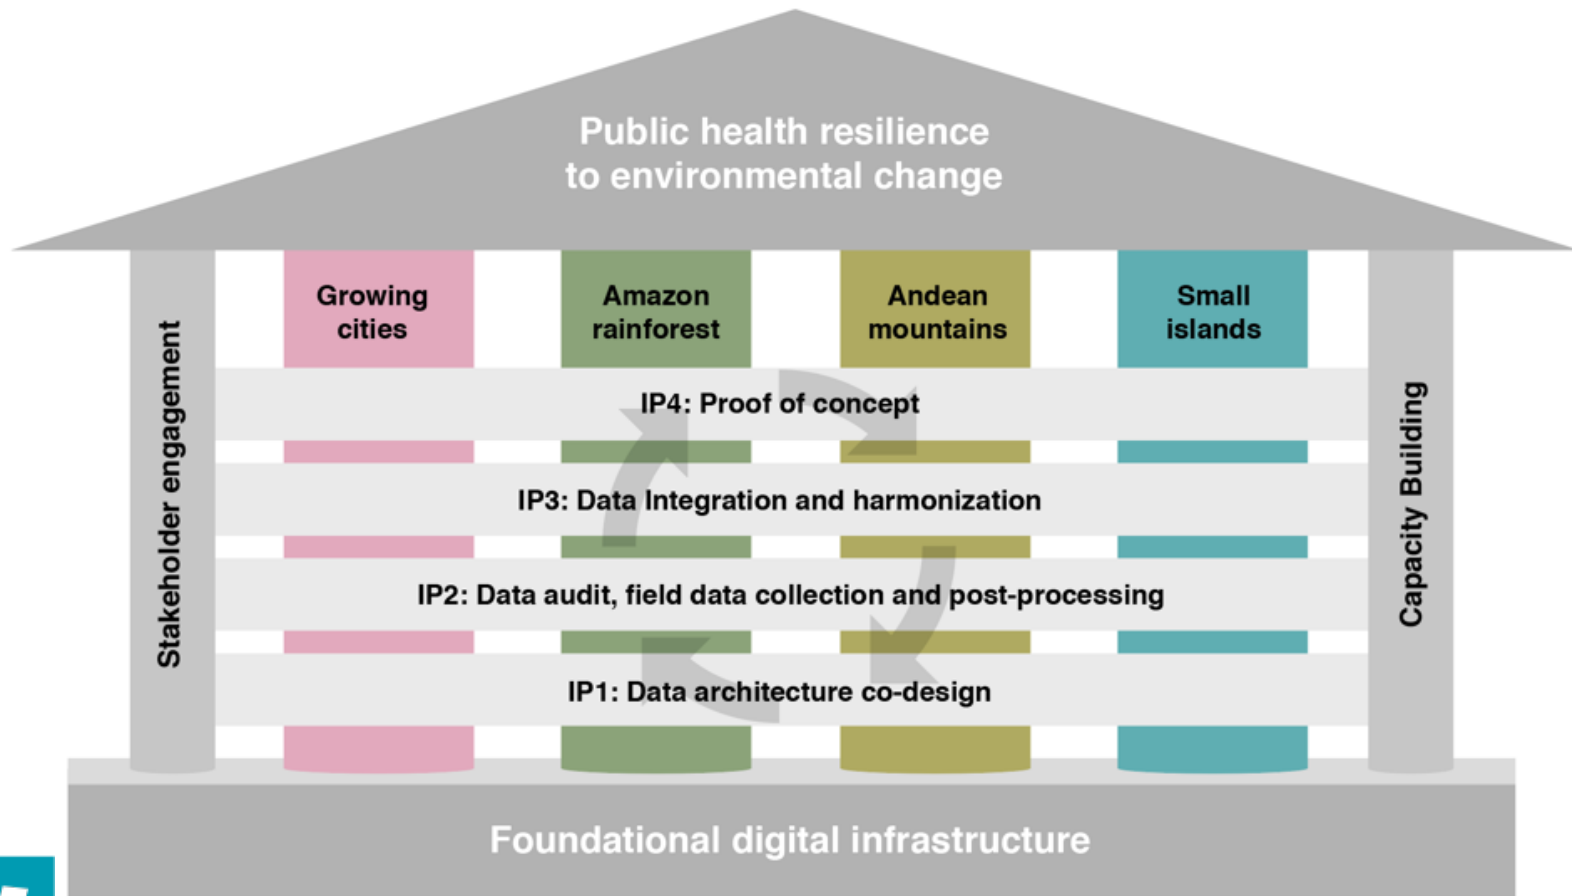 Public health resilience
to environmental change
Stakeholder engagement
Growing
cities
Amazon
rainforest
Andean
mountains
Small
islands
Capacity Building
IP4: Proof of concept
IP3: Data Integration and harmonization
IP2: Data audit, field data collection and post-processing
IP1: Data architecture co-design
Foundational digital infrastructure